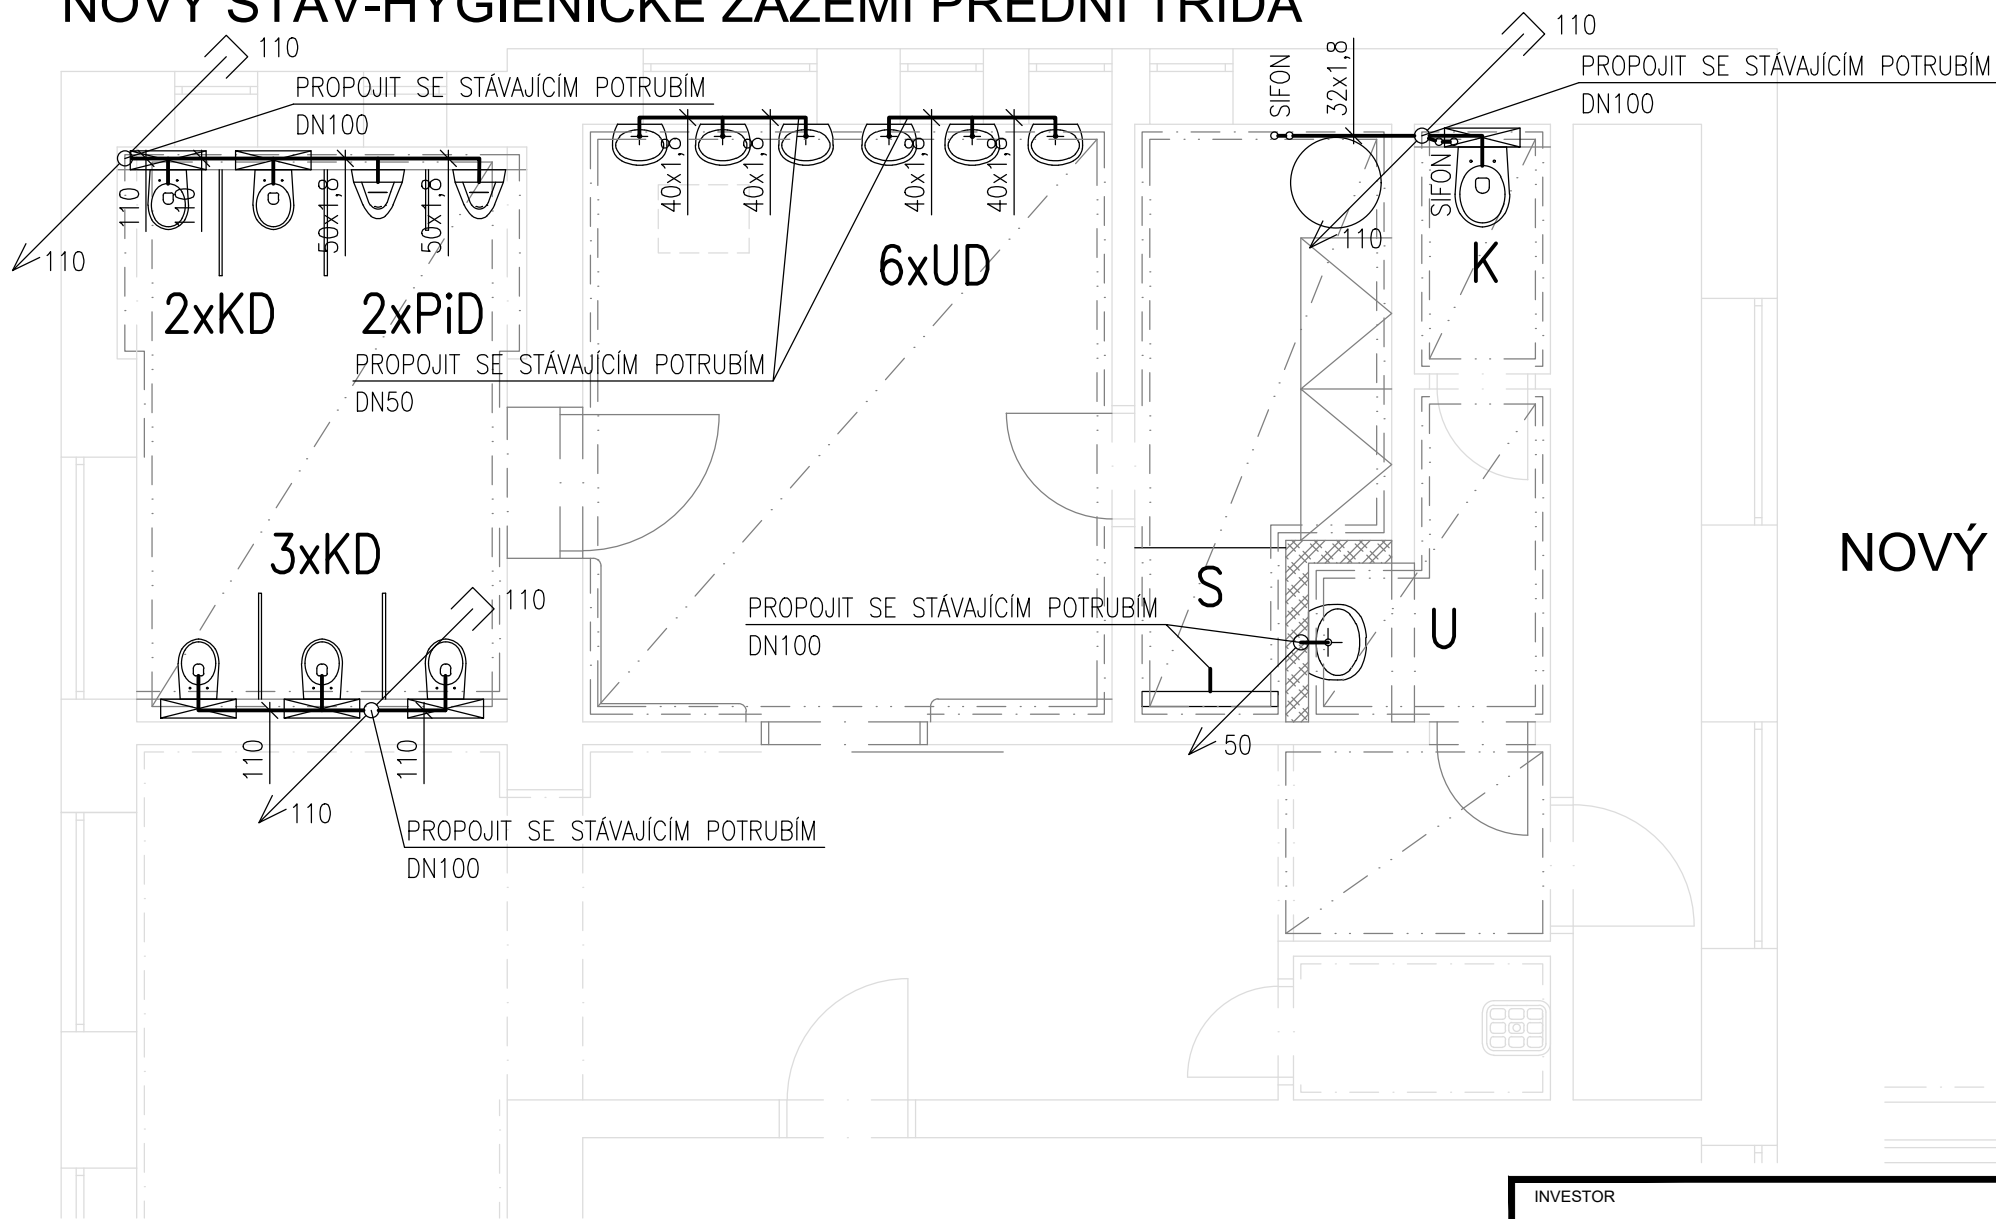 NOVÝ STAV-HYGIENICKÉ ZÁZEMÍ PŘEDNÍ TŘÍDA
110
PROPOJIT SE STÁVAJÍCÍM POTRUBÍM
DN100
SIFON
32x1,8
110
PROPOJIT SE STÁVAJÍCÍM POTRUBÍM
DN100
110
110
50x1,8
50x1,8
40x1,8
40x1,8
40x1,8
40x1,8
SIFON
110
110
2xKD
2xPiD
6xUD
K
PROPOJIT SE STÁVAJÍCÍM POTRUBÍM
DN50
3xKD
NOVÝ
110
PROPOJIT SE STÁVAJÍCÍM POTRUBÍM
DN100
S
U
110
110
50
110
PROPOJIT SE STÁVAJÍCÍM POTRUBÍM
DN100
INVESTOR